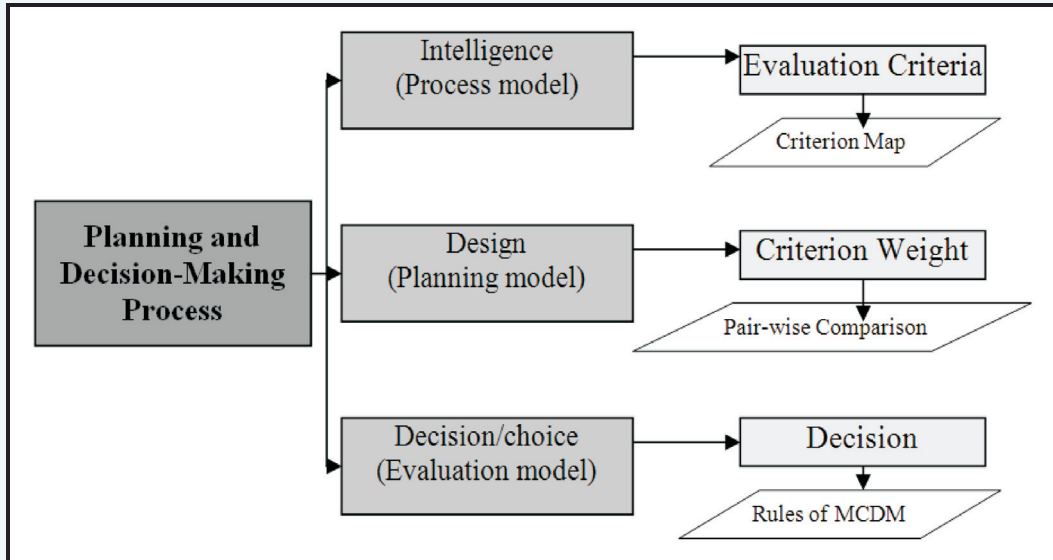 Planning and
Decision-Making
Process
Intelligence
(Process model)
Evaluation Criteria
Criterion Map
Design
(Planning model)
Criterion Weight
Pair-wise Comparison
Decision/choice
(Evaluation model)
Decision
Rules of MCDM